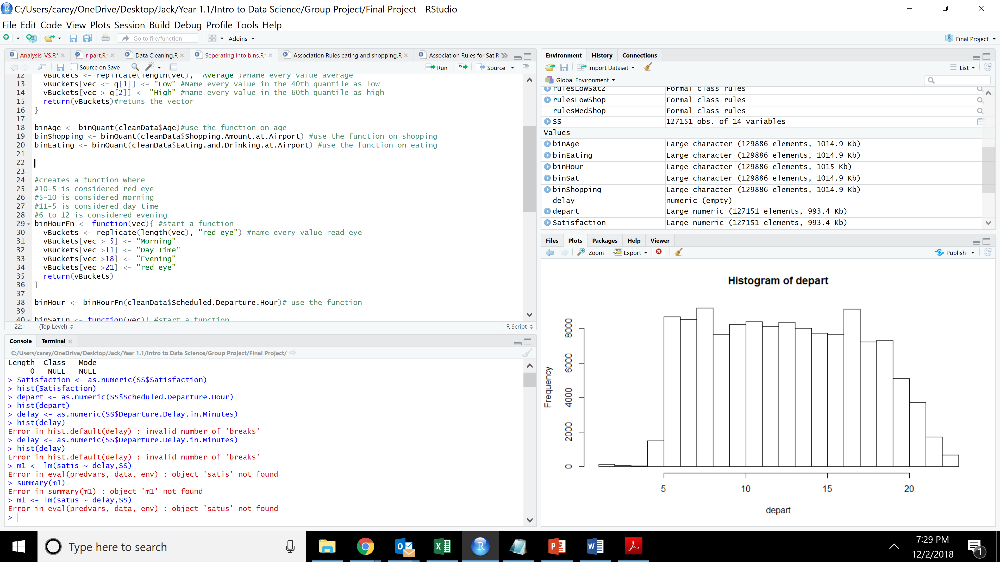 C:/Users/carey/OneDrive/Desktop/Jack/Year 1.1/Intro to Data Science/Group Project/Final Project - RStudio
File Edit Code View Plots Session Build Debug Profile Tools Help
Go to file/function
Addins
Final Project
Analysis_VS.R*
r-part.R*
Data Cleaning.R
Seperating into bins.R*
Association Rules eating and shopping.R
Association Rules for Sat.R
Source on Save
Run
Source
12 vBuckets <- replicate(length(vec), "Average")#name every value average
13 vBuckets[vec <= q[1]] <- "Low" #Name every value in the 40th quantile as low
14 vBuckets[vec > q[2]] <- "High" #name every value in the 60th quantile as high
15 return(vBuckets)#retuns the vector
16 }
17
18 binAge <- binQuant(cleanData$Age)#use the function on age
19 binShopping <- binQuant(cleanData$Shopping.Amount.at.Airport) #use the function on shopping
20 binEating <- binQuant(cleanData$Eating.and.Drinking.at.Airport) #use the function on eating
21
22
23
24 #creates a function where
25 #10-5 is considered red eye
26 #5-10 is considered morning
27 #11-5 is considered day time
28 #6 to 12 is considered evening
29 binHourFn <- function(vec){ #start a function
30 vBuckets <- replicate(length(vec), "red eye") #name every value read eye
31 vBuckets[vec > 5] <- "Morning"
32 vBuckets[vec >11] <- "Day Time"
33 vBuckets[vec >18] <- "Evening"
34 vBuckets[vec >21] <- "red eye"
35 return(vBuckets)
36 }
37
38 binHour <- binHourFn(cleanData$Scheduled.Departure.Hour)# use the function
39
40 binSatFn <- function(vec){ #start a function
22:1
(Top Level)
R Script
Console
Terminal
C:/Users/carey/OneDrive/Desktop/Jack/Year 1.1/Intro to Data Science/Group Project/Final Project/
Length Class Mode
0 NULL NULL
> Satisfaction <- as.numeric(SS$Satisfaction)
> hist(Satisfaction)
> depart <- as.numeric(SS$Scheduled.Departure.Hour)
> hist(depart)
> delay <- as.numeric(SS$Departure.Delay.in.Minutes)
> hist(delay)
Error in hist.default(delay) : invalid number of 'breaks'
> delay <- as.numeric(SS$Departure.Delay.in.Minutes)
> hist(delay)
Error in hist.default(delay) : invalid number of 'breaks'
> m1 <- lm(satis ~ delay,SS)
Error in eval(predvars, data, env) : object 'satis' not found
> summary(m1)
Error in summary(m1) : object 'm1' not found
> m1 <- lm(satus ~ delay,SS)
Error in eval(predvars, data, env) : object 'satus' not found
>
Environment
History
Connections
Import Dataset
List
Global Environment
rulesLowSat2 Formal class rules
rulesLowShop Formal class rules
rulesMedShop Formal class rules
SS 127151 obs. of 14 variables
Values
binAge Large character (129886 elements, 1014.9 Kb)
binEating Large character (129886 elements, 1014.9 Kb)
binHour Large character (129886 elements, 1015 Kb)
binSat Large character (129886 elements, 1014.9 Kb)
binShopping Large character (129886 elements, 1014.9 Kb)
delay numeric (empty)
depart Large numeric (127151 elements, 993.4 Kb)
Satisfaction Large numeric (127151 elements, 993.4 Kb)
Files
Plots
Packages
Help
Viewer
Zoom
Export
Publish
Histogram of depart
Frequency
8000
6000
4000
2000
0
5 10 15 20
depart
Type here to search
7:29 PM
12/2/2018
1